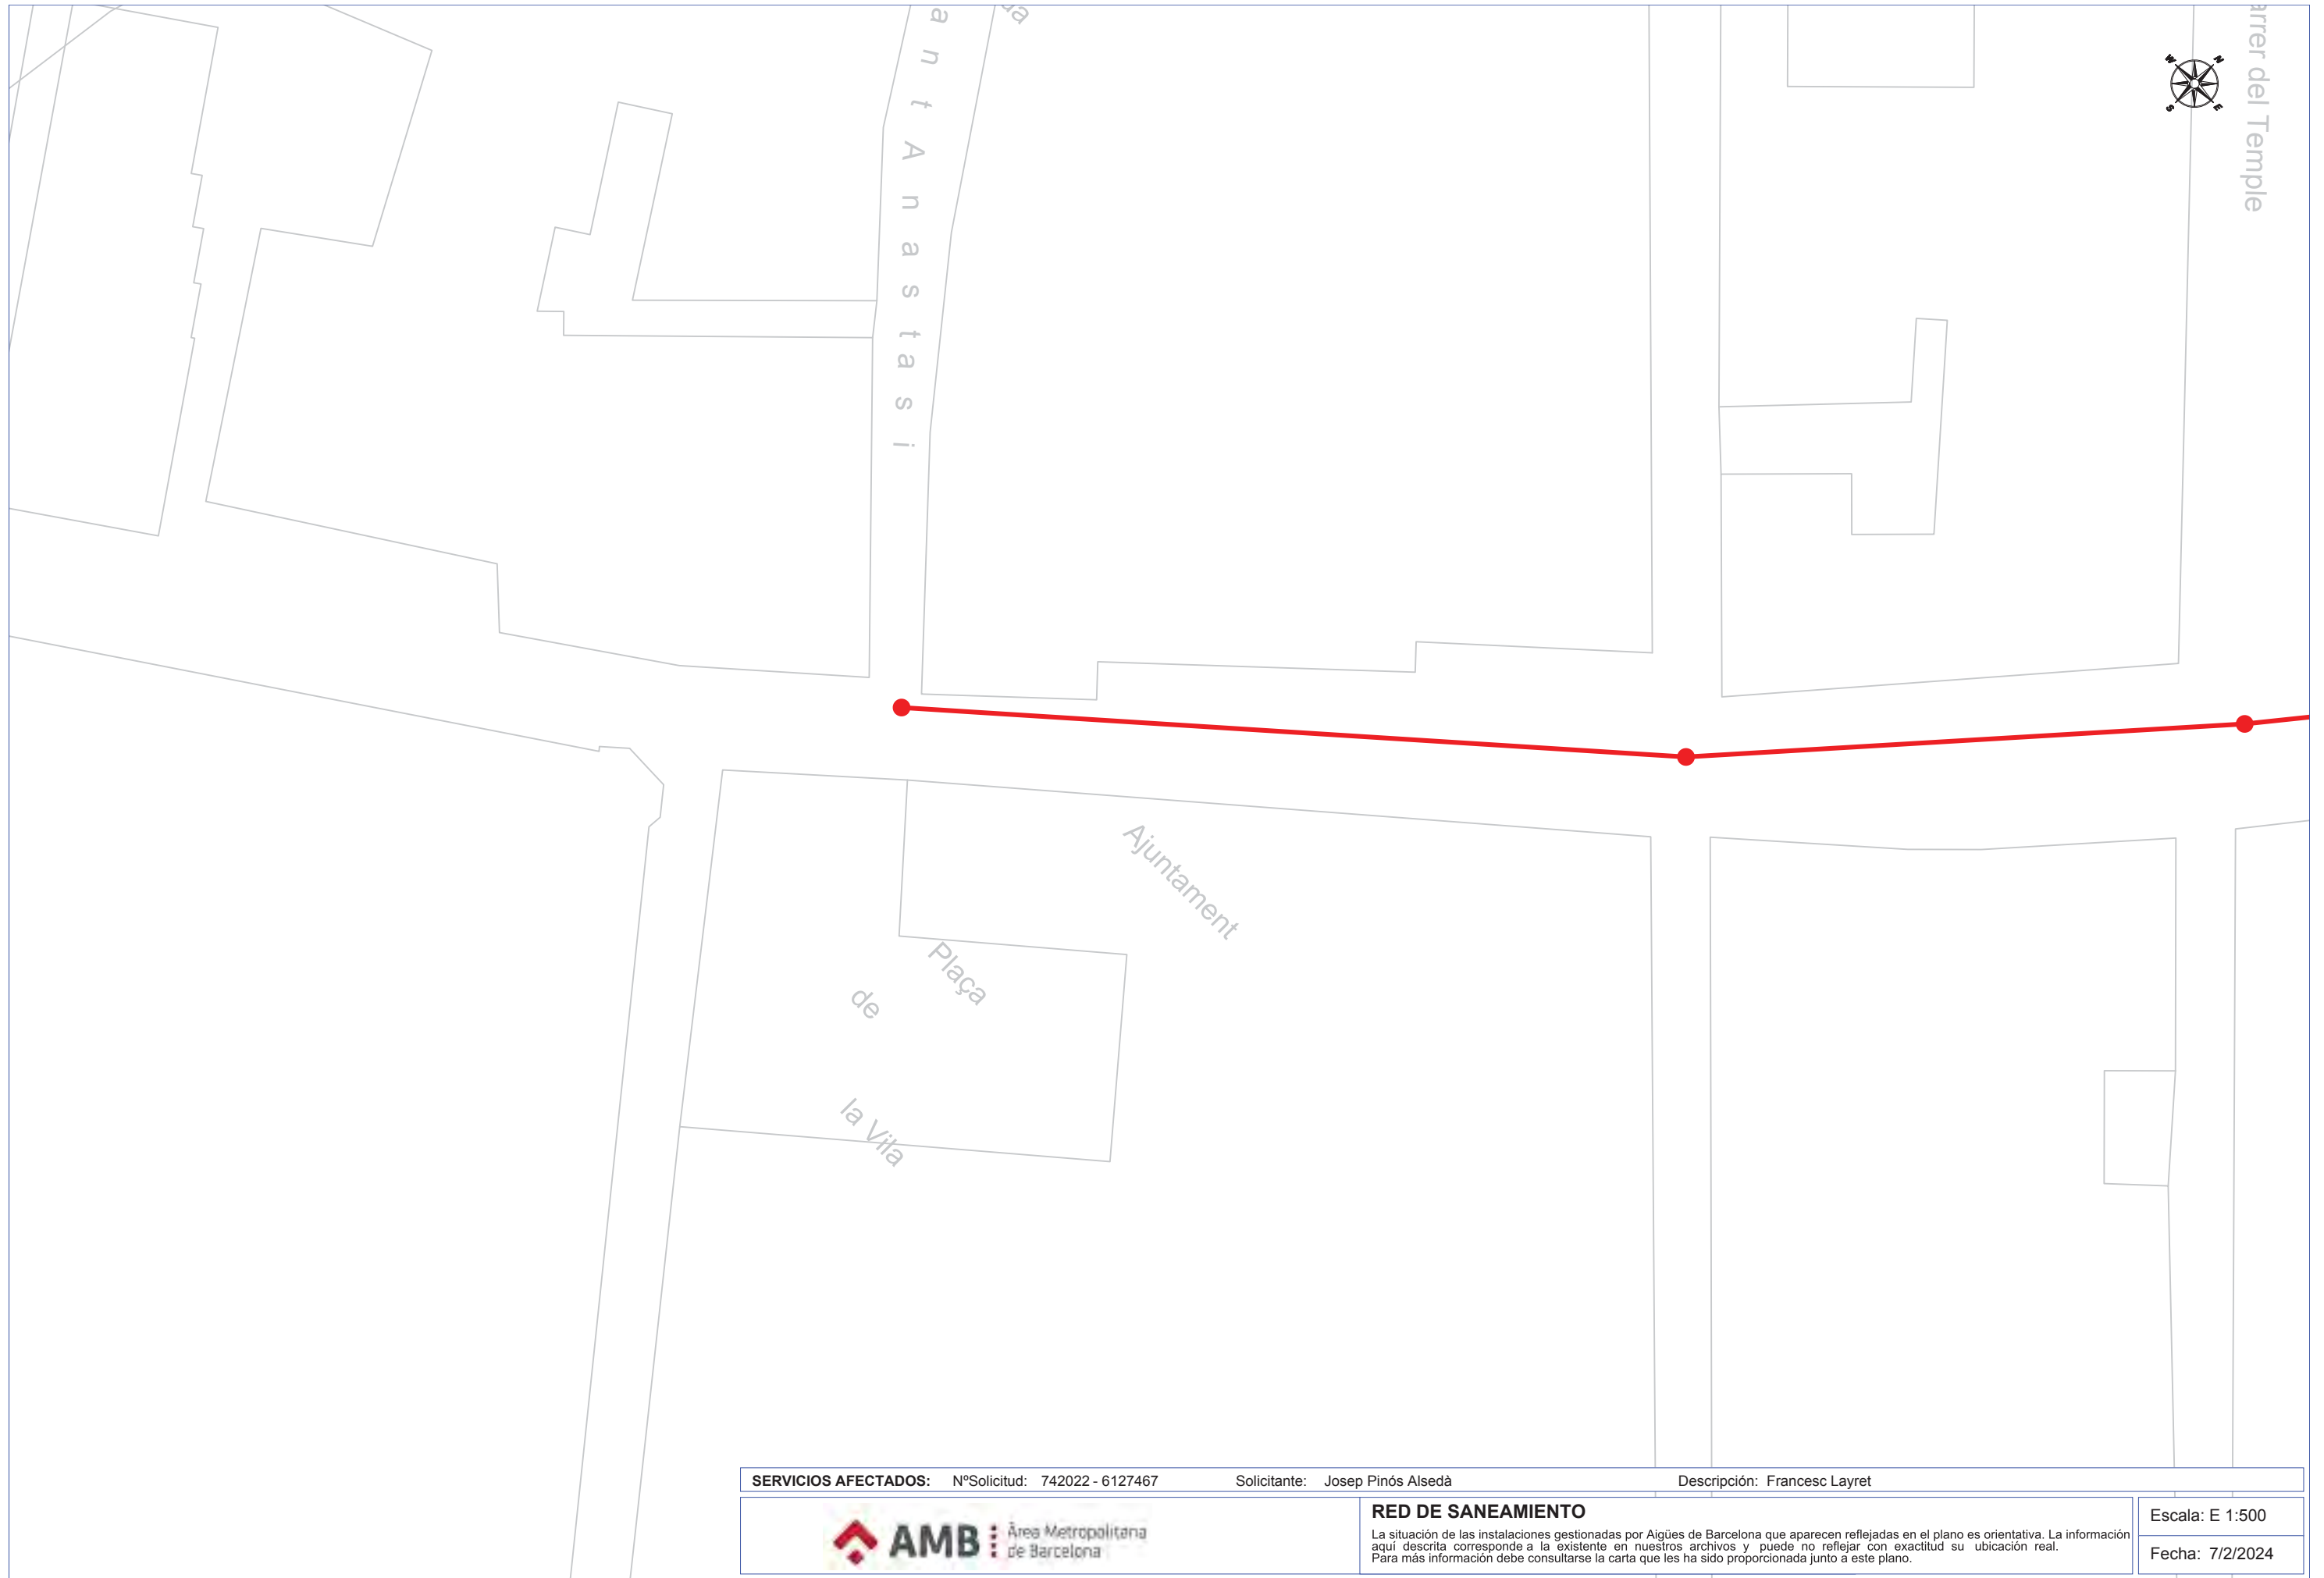 ant Anastasi
arrer del Temple
W
N
S
E
Ajuntament
Plaça
de
la Vila
SERVICIOS AFECTADOS: NºSolicitud: 742022 - 6127467 Solicitante: Josep Pinós Alsedà Descripción: Francesc Layret
AMB Àrea Metropolitana
de Barcelona
RED DE SANEAMIENTO
La situación de las instalaciones gestionadas por Aigües de Barcelona que aparecen reflejadas en el plano es orientativa. La información
aquí descrita corresponde a la existente en nuestros archivos y puede no reflejar con exactitud su ubicación real.
Para más información debe consultarse la carta que les ha sido proporcionada junto a este plano.
Escala: E 1:500
Fecha: 7/2/2024